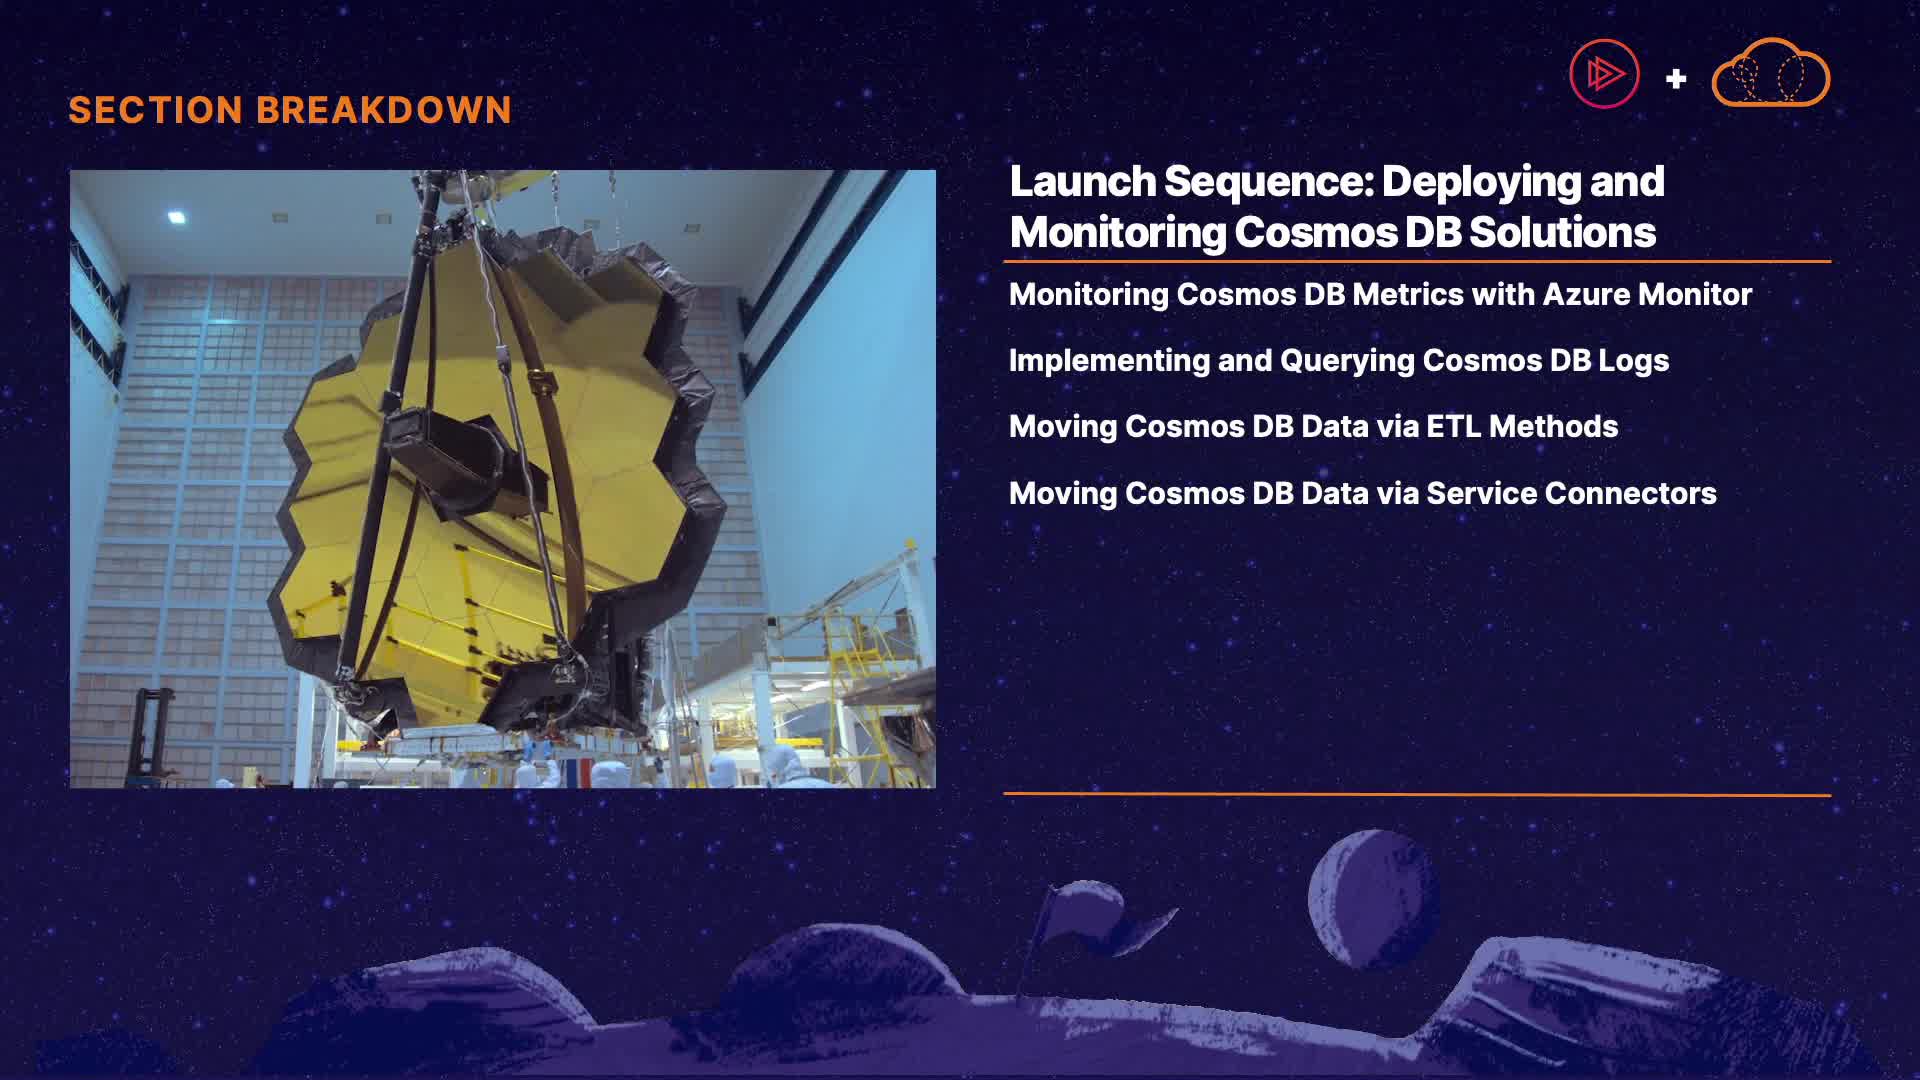 SECTION BREAKDOWN
+
Launch Sequence: Deploying and
Monitoring Cosmos DB Solutions
Monitoring Cosmos DB Metrics with Azure Monitor
Implementing and Querying Cosmos DB Logs
Moving Cosmos DB Data via ETL Methods
Moving Cosmos DB Data via Service Connectors